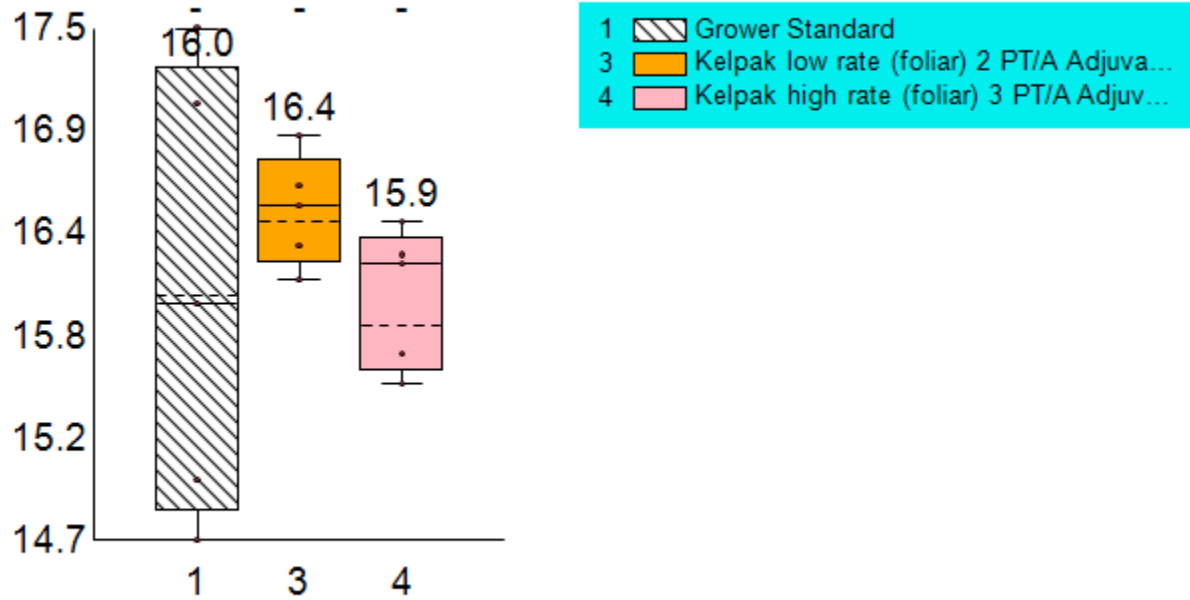 - - -
17.5
16.0
16.9
16.4
16.4
15.9
15.8
15.2
14.7
1 3 4
1 Grower Standard
3 Kelpak low rate (foliar) 2 PT/A Adjuva...
4 Kelpak high rate (foliar) 3 PT/A Adjuv...